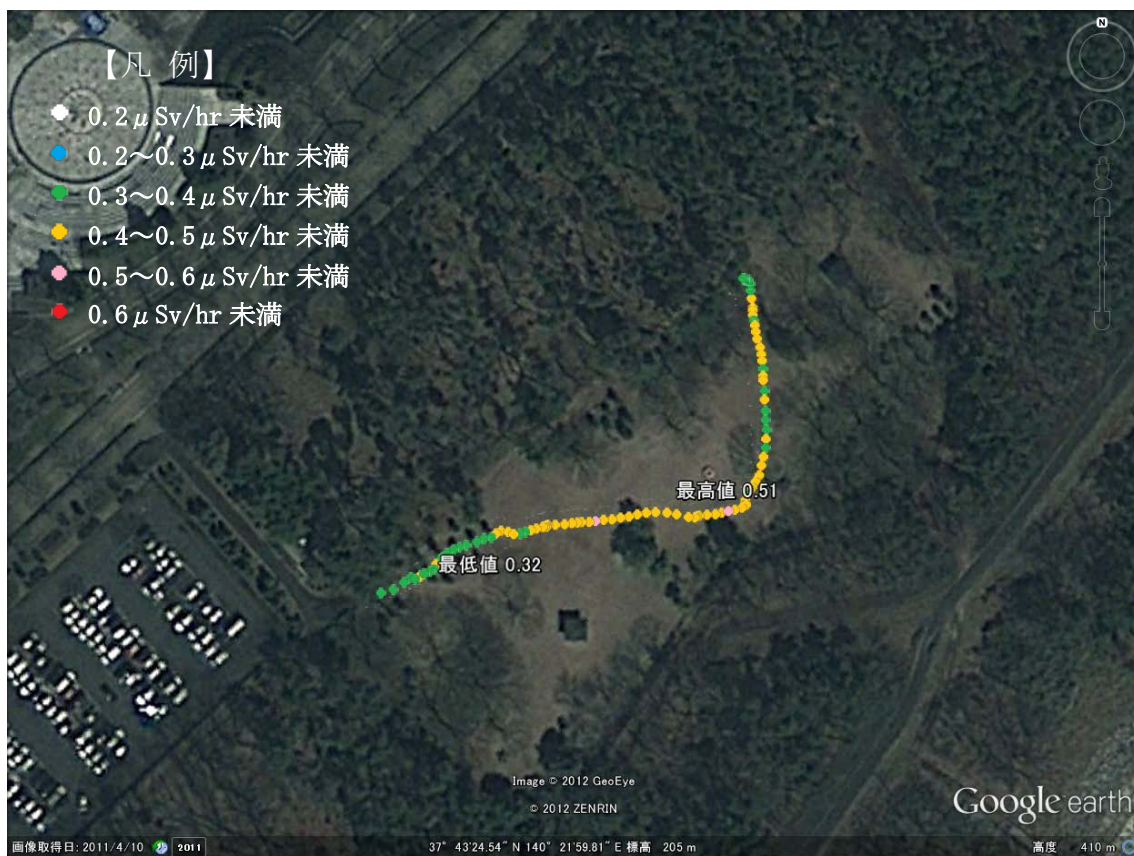 【凡 例】
0.2μSv/hr 未満
0.2～0.3μSv/hr 未満
0.3～0.4μSv/hr 未満
0.4～0.5μSv/hr 未満
0.5～0.6μSv/hr 未満
0.6μSv/hr 未満
N
最高値 0.51
最低値 0.32
Image © 2012 GeoEye
© 2012 ZENRIN
Google earth
画像取得日: 2011/4/10 2011 37° 43'24.54" N 140° 21'59.81" E 標高 205 m 高度 410 m